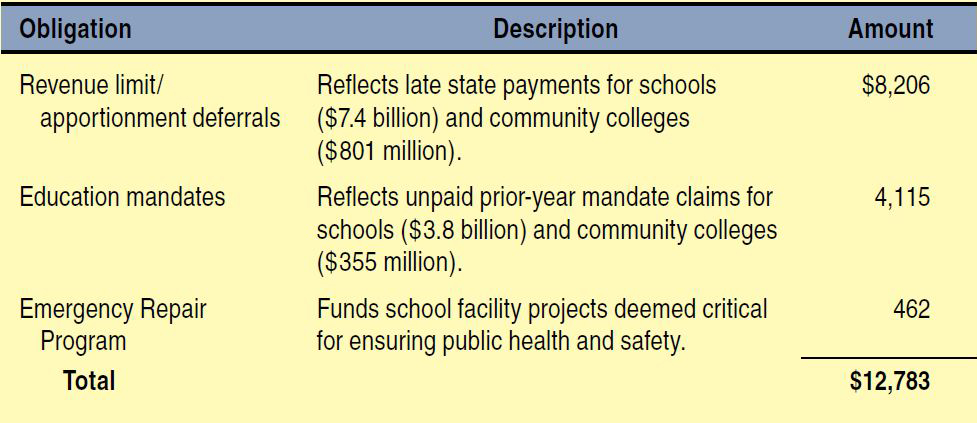 Obligation Description Amount
Revenue limit/ Reflects late state payments for schools $8,206
apportionment deferrals ($7.4 billion) and community colleges
($801 million).
Education mandates Reflects unpaid prior-year mandate claims for 4,115
schools ($3.8 billion) and community colleges
($355 million).
Emergency Repair Funds school facility projects deemed critical 462
Program for ensuring public health and safety.
Total $12,783